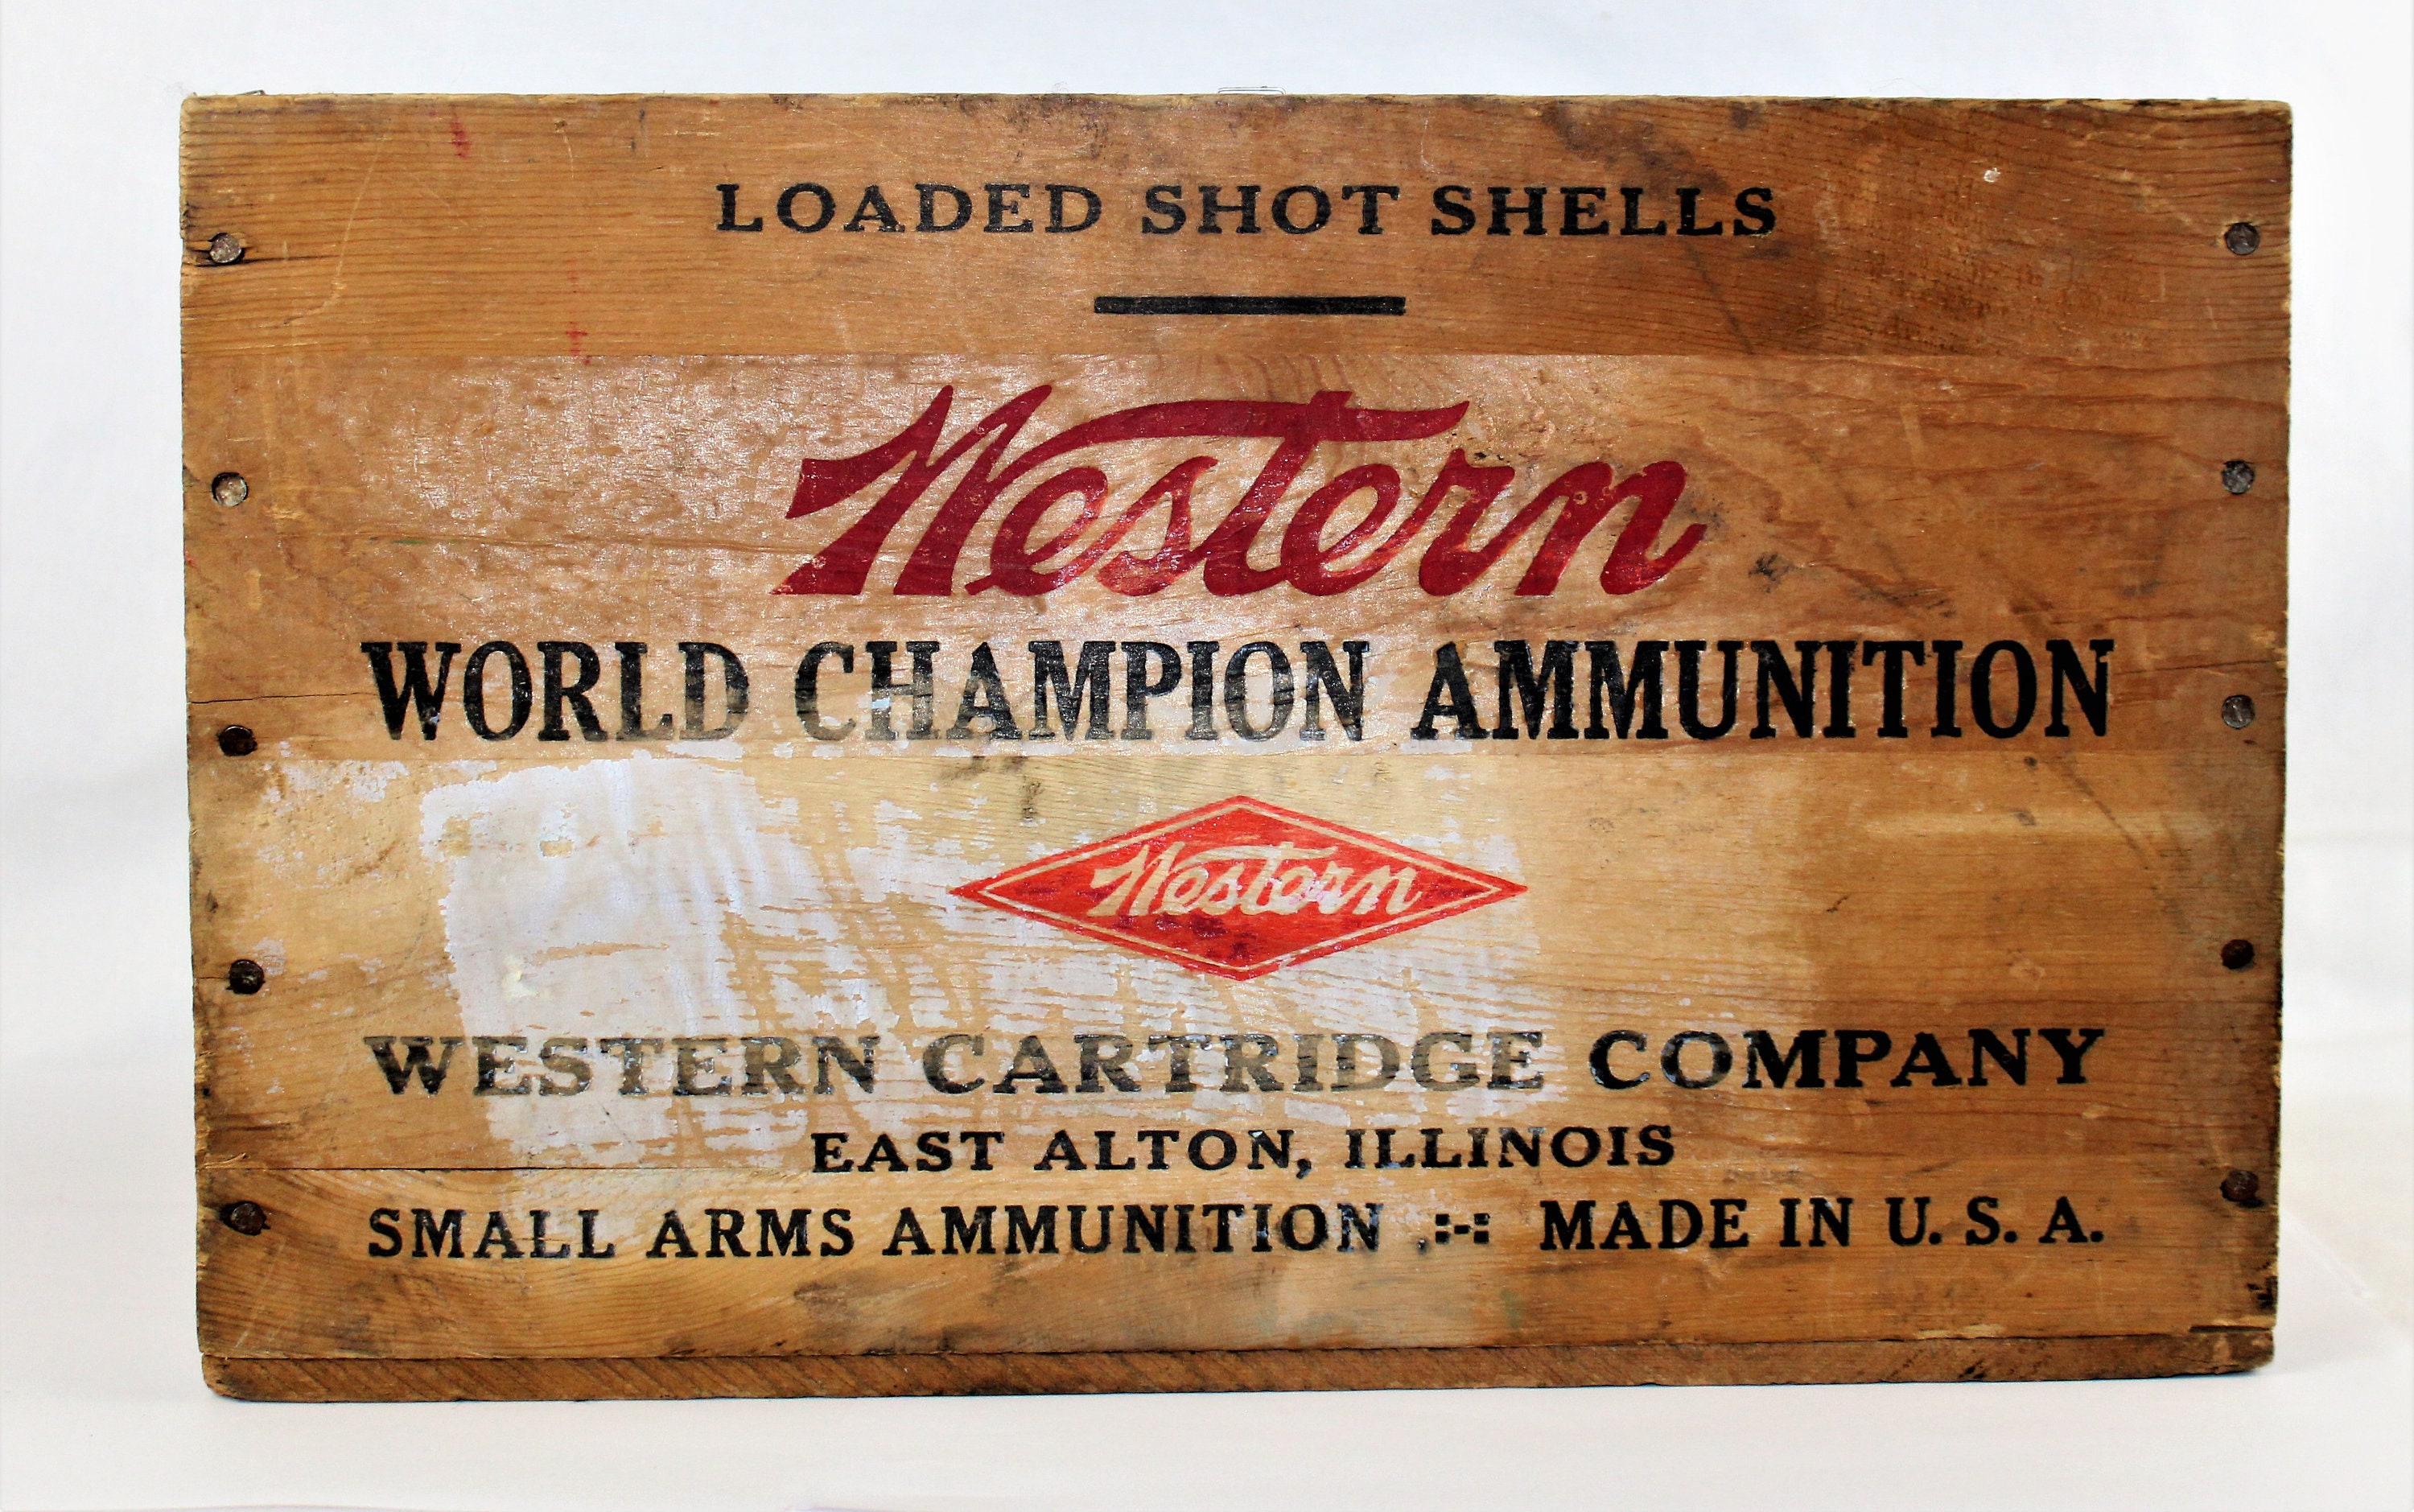 LOADED SHOT SHELLS
Western
WORLD CHAMPION AMMUNITION
Western
WESTERN CARTRIDGE COMPANY
EAST ALTON, ILLINOIS
SMALL ARMS AMMUNITION :-: MADE IN U. S. A.